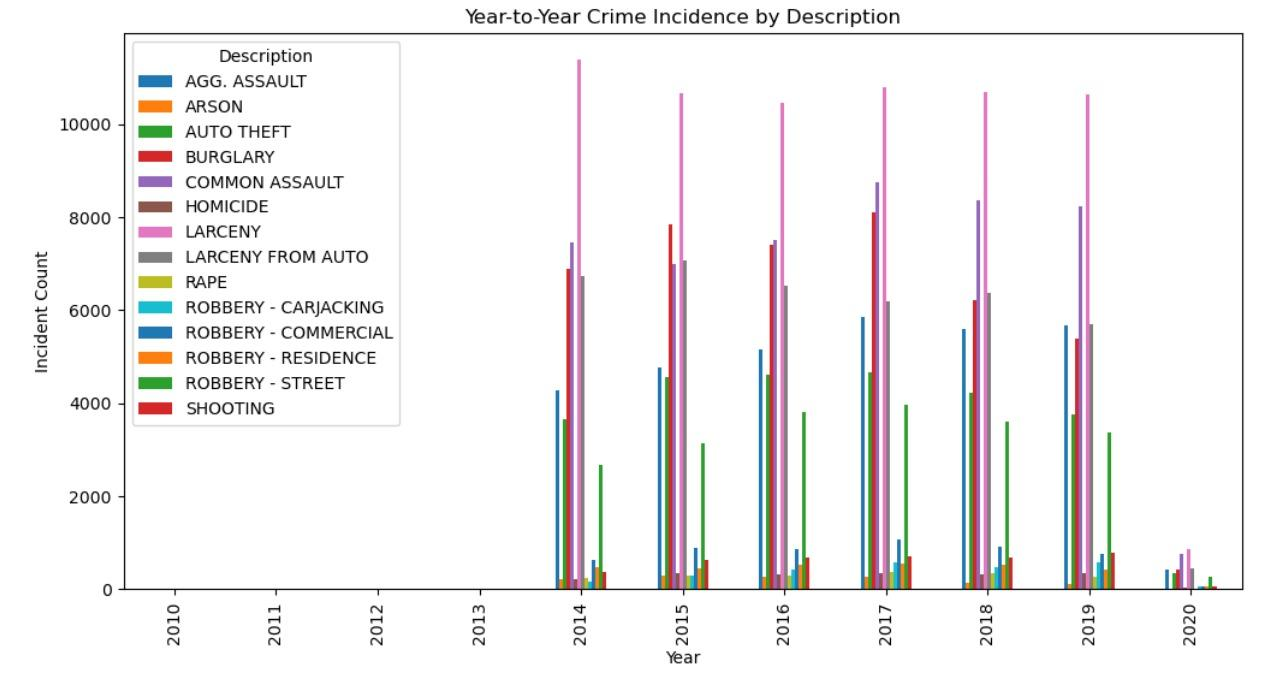 Year-to-Year Crime Incidence by Description
Description
AGG. ASSAULT
ARSON
AUTO THEFT
BURGLARY
COMMON ASSAULT
HOMICIDE
LARCENY
LARCENY FROM AUTO
RAPE
ROBBERY - CARJACKING
ROBBERY - COMMERCIAL
ROBBERY - RESIDENCE
ROBBERY - STREET
SHOOTING
Incident Count
10000
8000
6000
4000
2000
0
2010 2011 2012 2013 2014 2015 2016 2017 2018 2019 2020
Year